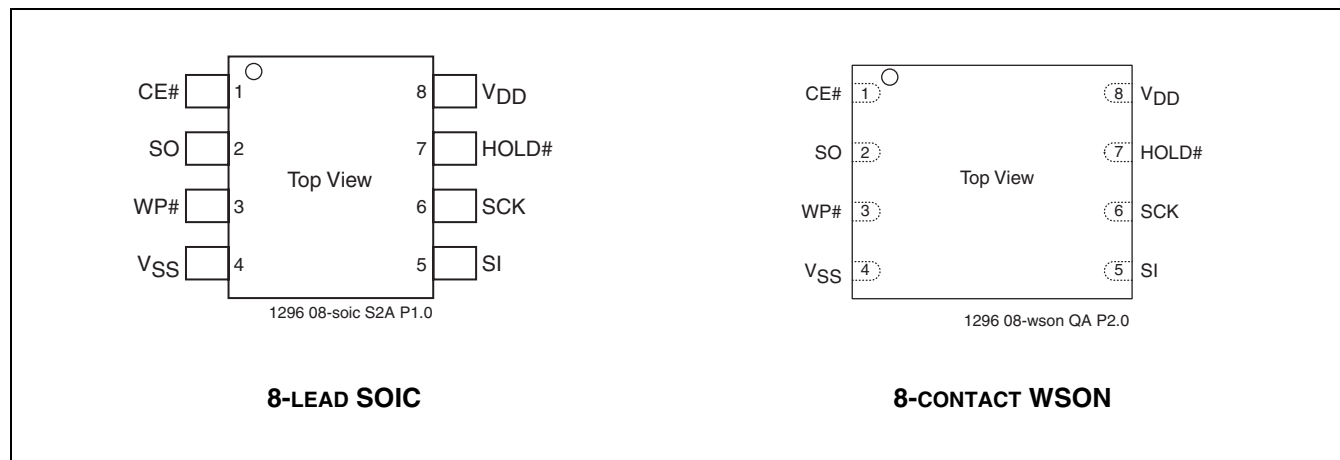 CE# 1 8 VDD
SO 2 7 HOLD#
Top View
WP# 3 6 SCK
VSS 4 5 SI
1296 08-soic S2A P1.0
8-LEAD SOIC
CE# 1 8 VDD
SO 2 7 HOLD#
Top View
WP# 3 6 SCK
VSS 4 5 SI
1296 08-wson QA P2.0
8-CONTACT WSON